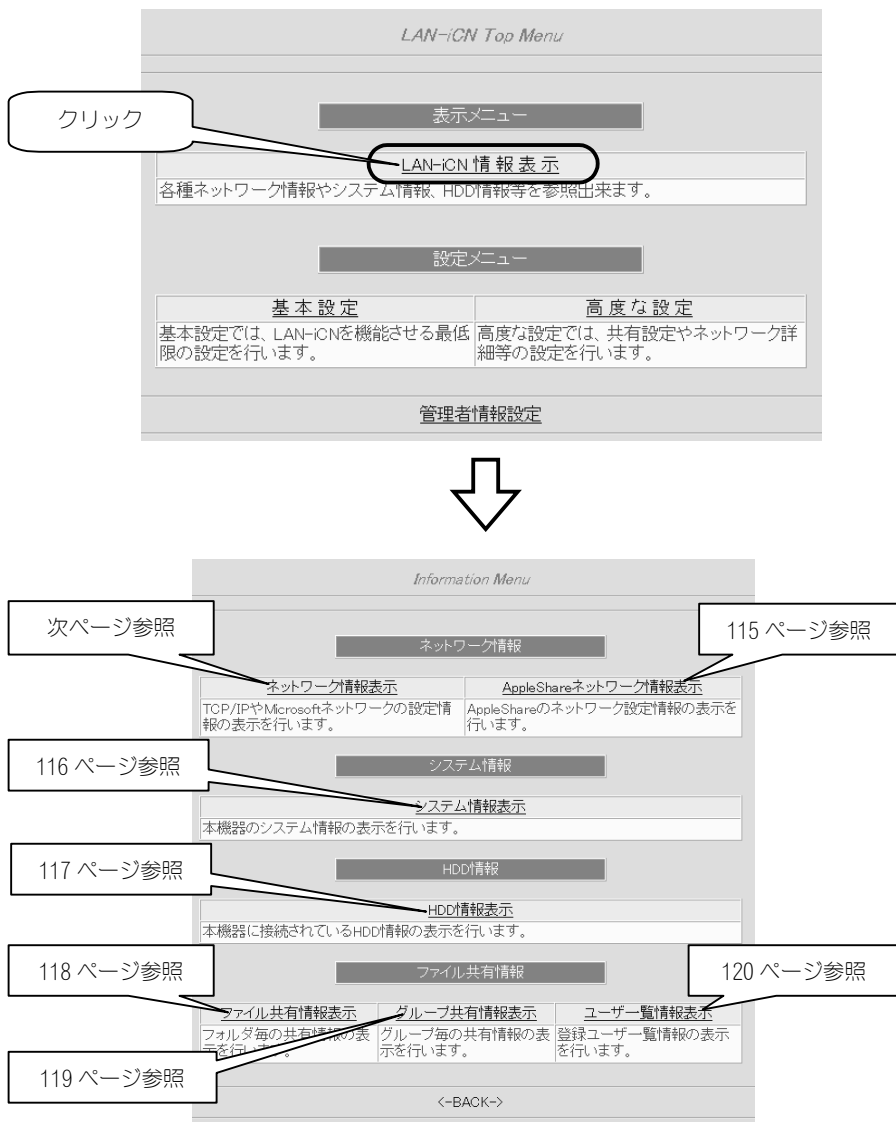 LAN-iCN Top Menu
クリック
表示メニュー
LAN-iCN 情 報 表 示
各種ネットワーク情報やシステム情報、HDD情報等を参照出来ます。
設定メニュー
基 本 設 定
高 度 な 設 定
基本設定では、LAN-iCNを機能させる最低
限の設定を行います。
高度な設定では、共有設定やネットワーク詳
細等の設定を行います。
管理者情報設定
Information Menu
次ページ参照
115 ページ参照
ネットワーク情報
ネットワーク情報表示
AppleShareネットワーク情報表示
TCP/IPやMicrosoftネットワークの設定情
報の表示を行います。
AppleShareのネットワーク設定情報の表示を
行います。
116 ページ参照
システム情報
システム情報表示
本機器のシステム情報の表示を行います。
117 ページ参照
HDD情報
HDD情報表示
本機器に接続されているHDD情報の表示を行います。
118 ページ参照
ファイル共有情報
120 ページ参照
ファイル共有情報表示
グループ共有情報表示
ユーザー覧情報表示
フォルダ毎の共有情報の表
示を行います。
グループ毎の共有情報の表
示を行います。
登録ユーザー覧情報の表示
を行います。
119 ページ参照
<-BACK->